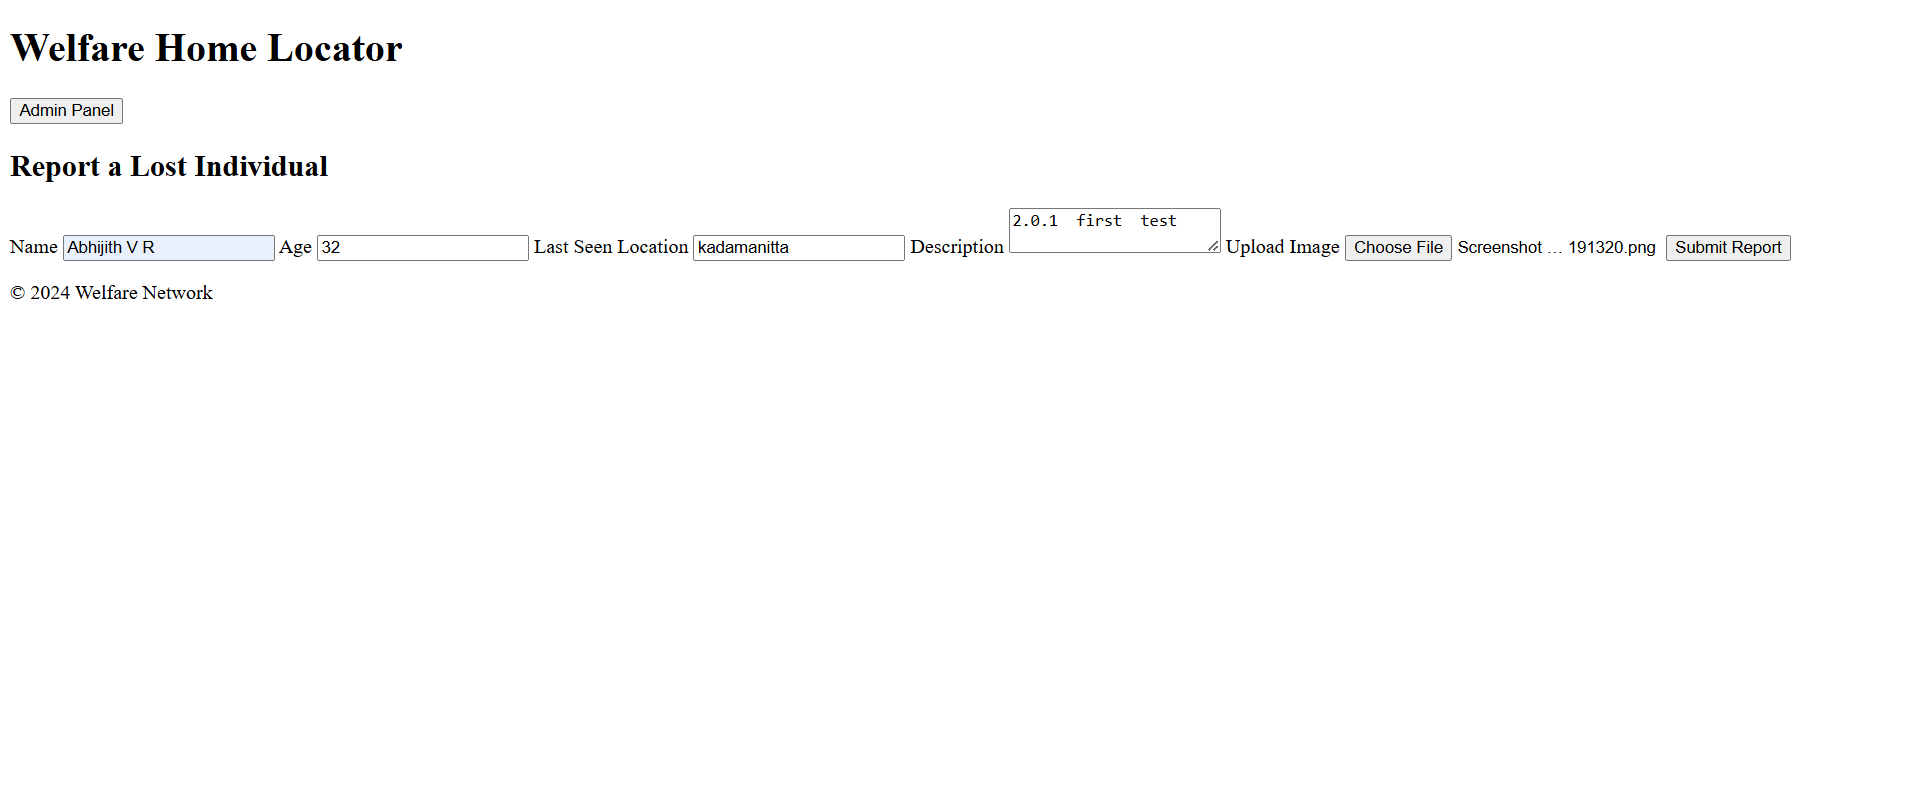 Welfare Home Locator
Admin Panel
Report a Lost Individual
Name Abhijith V R Age 32 Last Seen Location kadamanitta Description 2.0.1 first test Upload Image Choose File Screenshot ... 191320.png Submit Report
© 2024 Welfare Network